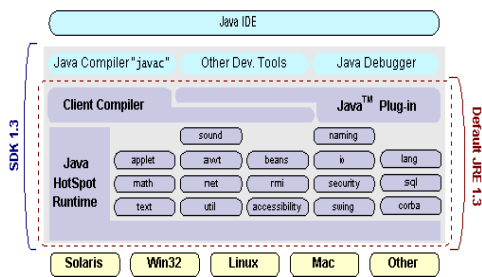 Java IDE
Java Compiler "javac" Other Dev. Tools Java Debugger
Client Compiler Java™ Plug-in
sound naming
Java HotSpot Runtime
applet awt beans io lang
math net rmi security sql
text util accessibility swing corba
SDK 1.3
Default JRE 1.3
Solaris Win32 Linux Mac Other